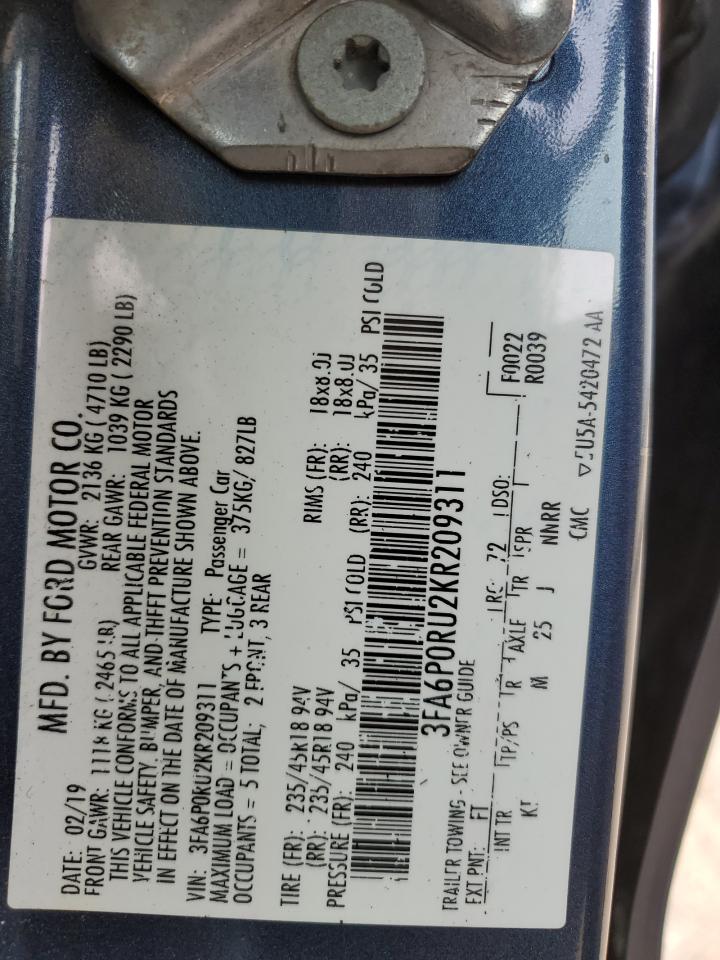 MFD. BY FORD MOTOR CO.
DATE: 02/19 GVWR: 2136 KG ( 4710 LB)
FRONT GAWR: 1118 KG ( 2465 LB) REAR GAWR: 1039 KG ( 2290 LB)
THIS VEHICLE CONFORMS TO ALL APPLICABLE FEDERAL MOTOR
VEHICLE SAFETY, BUMPER, AND THEFT PREVENTION STANDARDS
IN EFFECT ON THE DATE OF MANUFACTURE SHOWN ABOVE.
VIN: 3FA6P0RU2KR209311 TYPE: Passenger Car
MAXIMUM LOAD = OCCUPANTS + LUGGAGE = 375KG/ 827LB
OCCUPANTS = 5 TOTAL; 2 FRONT, 3 REAR
TIRE (FR): 235/45R18 94V RIMS (FR): 18x8.0J
(RR): 235/45R18 94V (RR): 18x8.0J
PRESSURE (FR): 240 kPa/ 35 PSI COLD (RR): 240 kPa/ 35 PSI COLD
3FA6P0RU2KR209311
TRAILER TOWING - SEE OWNER GUIDE
EXT PNT: FT RC: 72 DSO: F0022
R0039
INT TR TP/PS R AXLE TR SPR
M 25 J NNRR
CMC ▽5U5A-5420472 AA